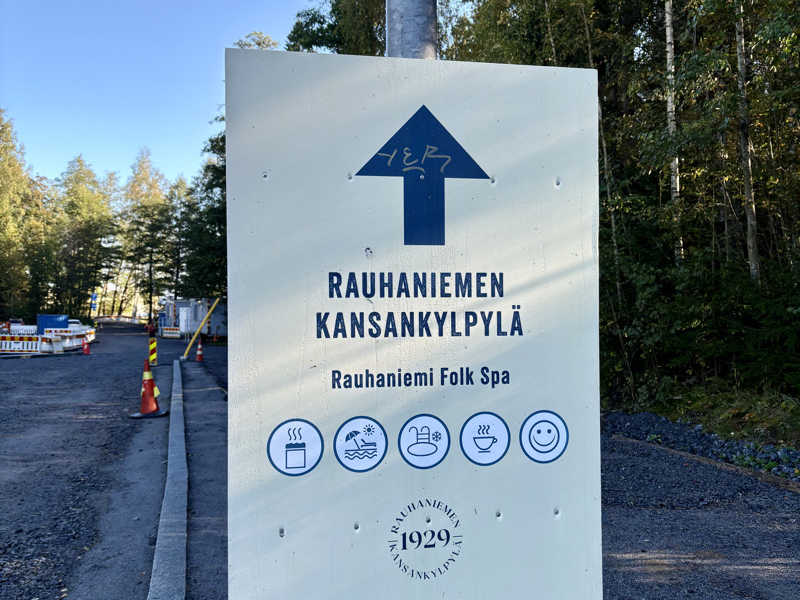 RAUHANIEMEN
KANSANKYLPYLÄ
Rauhaniemi Folk Spa
RAUHANIEMEN
1929
KANSANKYLPYLÄ